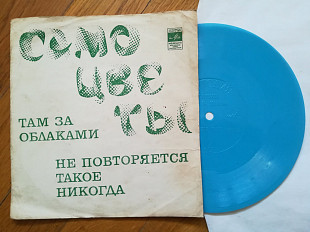 САМО
ЦВЕ
ТЫ
ТАМ ЗА
ОБЛАКАМИ
НЕ ПОВТОРЯЕТСЯ
ТАКОЕ
НИКОГДА